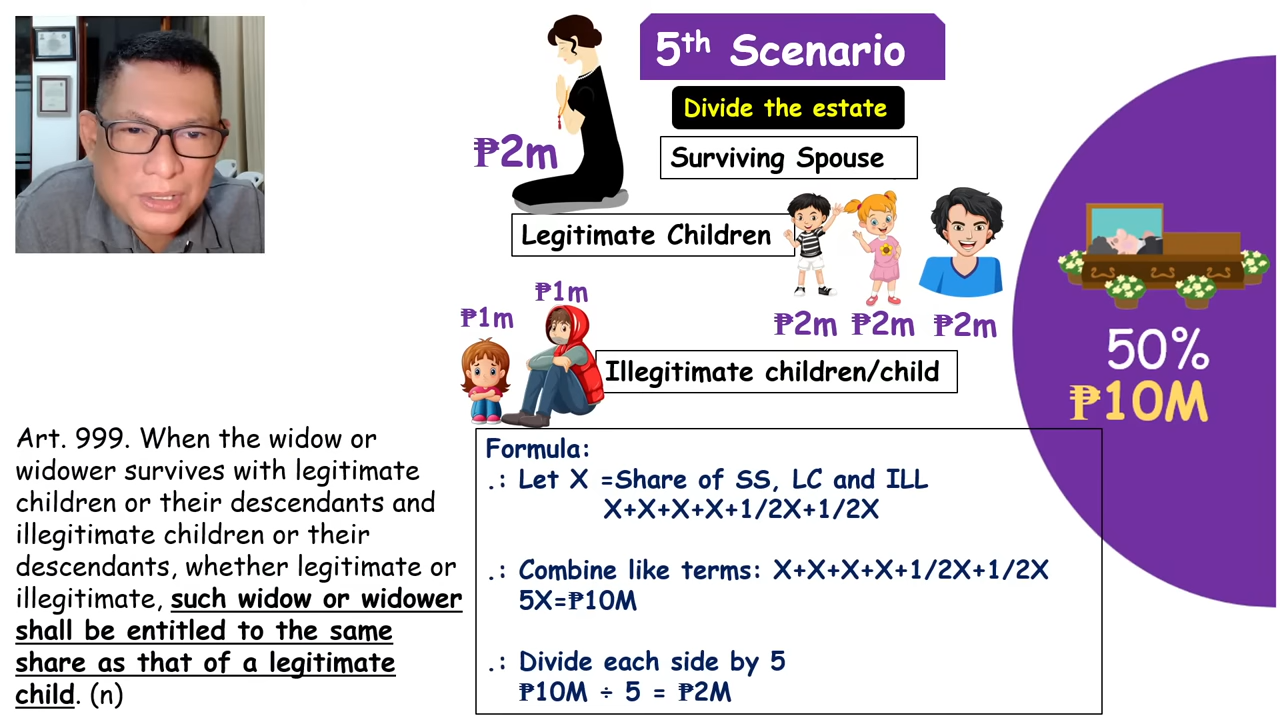 5th Scenario
Divide the estate
₱2m
Surviving Spouse
Legitimate Children
₱1m
₱1m
₱2m ₱2m ₱2m
Illegitimate children/child
50%
₱10M
Art. 999. When the widow or
widower survives with legitimate
children or their descendants and
illegitimate children or their
descendants, whether legitimate or
illegitimate, such widow or widower
shall be entitled to the same
share as that of a legitimate
child. (n)
Formula:
.: Let X =Share of SS, LC and ILL
X+X+X+X+1/2X+1/2X
.: Combine like terms: X+X+X+X+1/2X+1/2X
5X=₱10M
.: Divide each side by 5
₱10M ÷ 5 = ₱2M